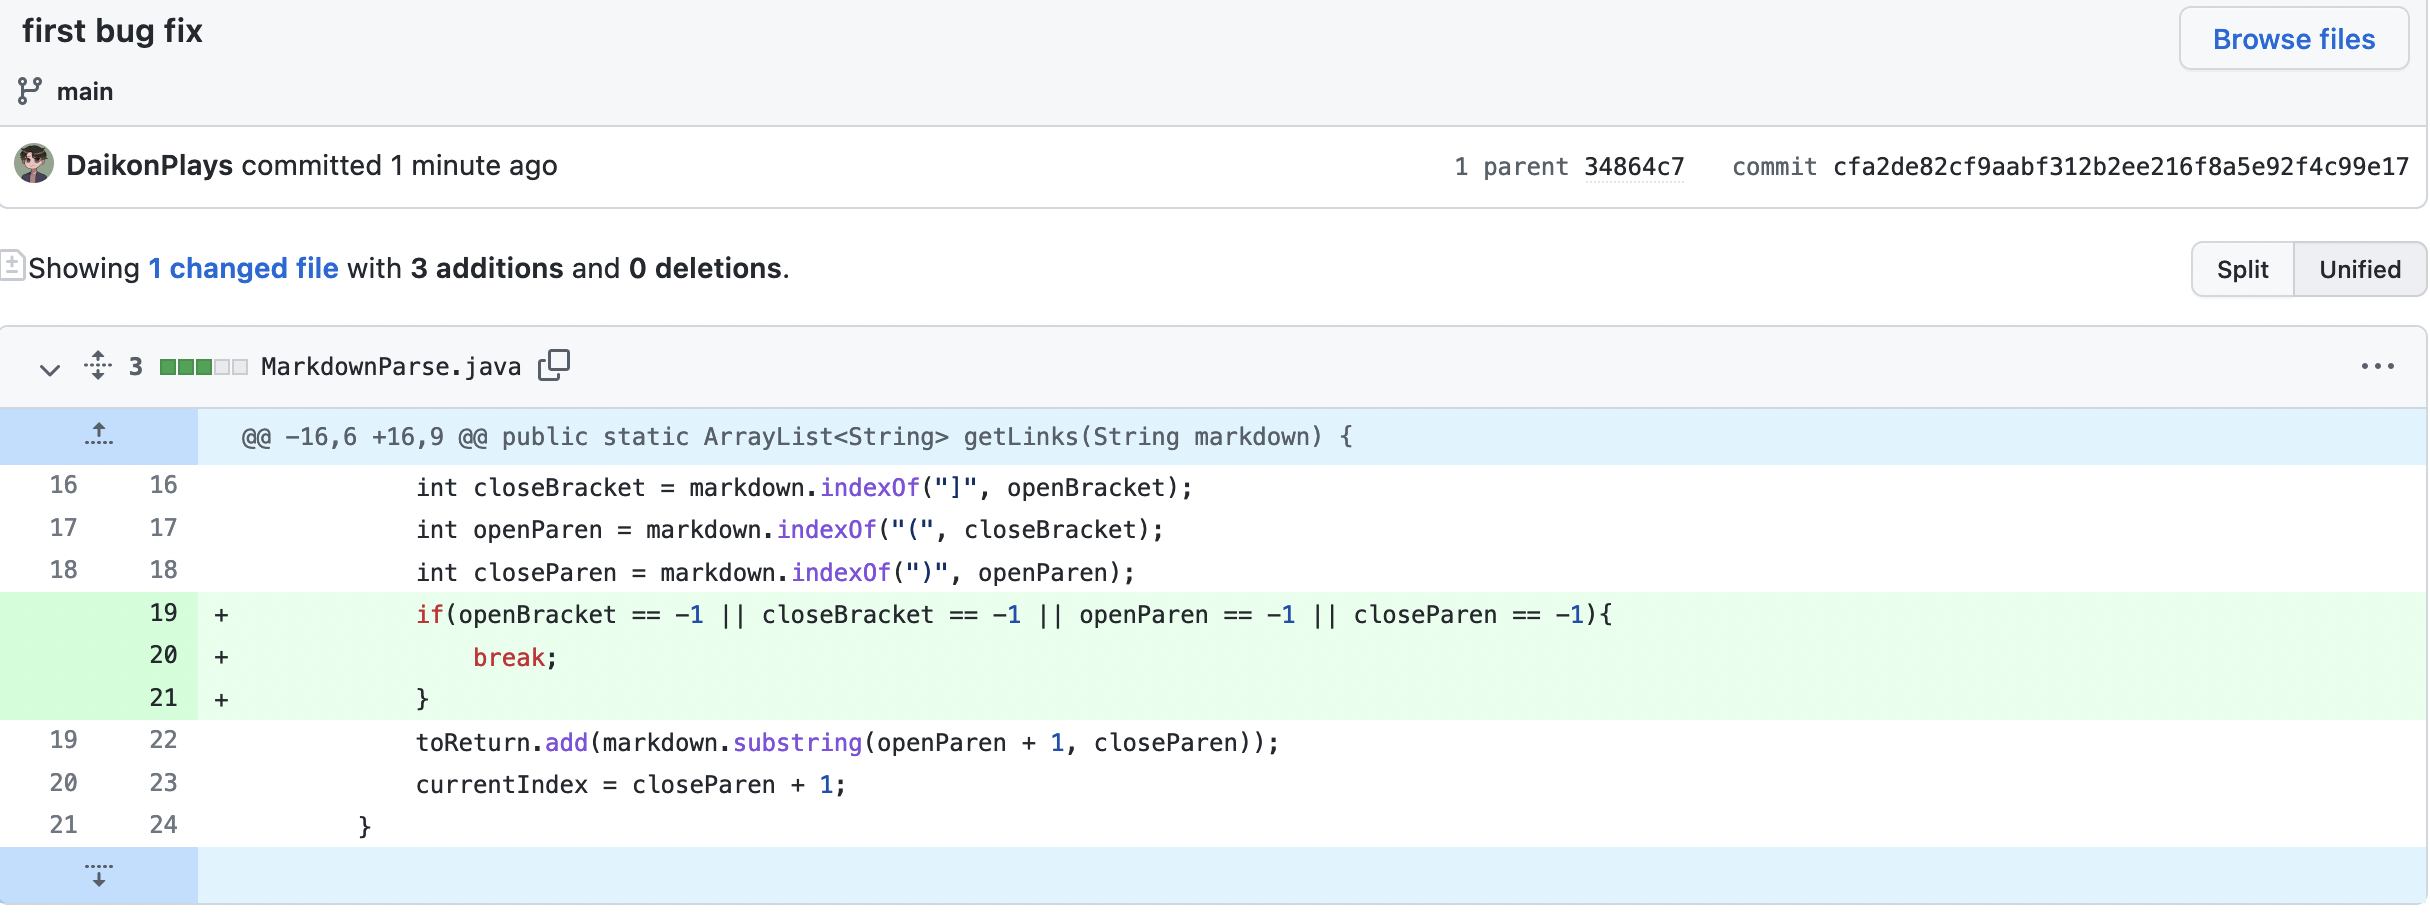 first bug fix
Browse files
main
DaikonPlays committed 1 minute ago
1 parent 34864c7 commit cfa2de82cf9aabf312b2ee216f8a5e92f4c99e17
Showing 1 changed file with 3 additions and 0 deletions.
Split Unified
3 MarkdownParse.java
@@ -16,6 +16,9 @@ public static ArrayList<String> getLinks(String markdown) {
16 16 int closeBracket = markdown.indexOf("]", openBracket);
17 17 int openParen = markdown.indexOf("(", closeBracket);
18 18 int closeParen = markdown.indexOf(")", openParen);
19 + if(openBracket == -1 || closeBracket == -1 || openParen == -1 || closeParen == -1){
20 + break;
21 + }
19 22 toReturn.add(markdown.substring(openParen + 1, closeParen));
20 23 currentIndex = closeParen + 1;
21 24 }